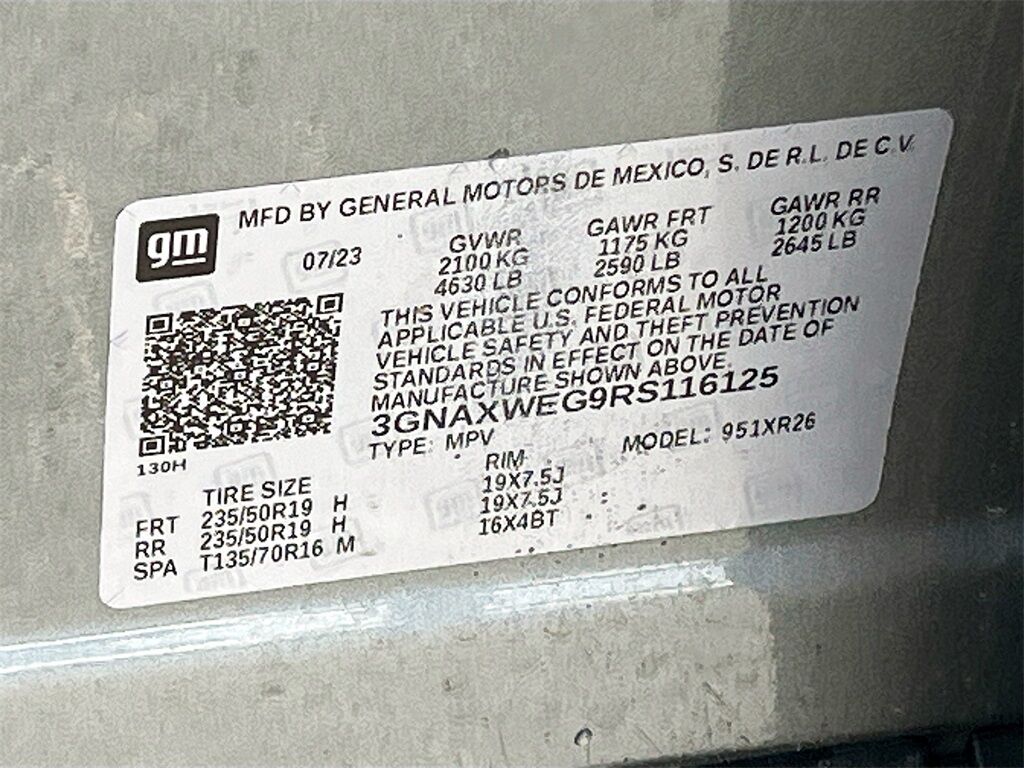 gm
MFD BY GENERAL MOTORS DE MEXICO, S. DE R.L. DE C.V.
07/23
GVWR GAWR FRT GAWR RR
2100 KG 1175 KG 1200 KG
4630 LB 2590 LB 2645 LB
THIS VEHICLE CONFORMS TO ALL
APPLICABLE U.S. FEDERAL MOTOR
VEHICLE SAFETY AND THEFT PREVENTION
STANDARDS IN EFFECT ON THE DATE OF
MANUFACTURE SHOWN ABOVE.
3GNAXWEG9RS116125
TYPE: MPV MODEL: 951XR26
130H
TIRE SIZE RIM
FRT 235/50R19 H 19X7.5J
RR 235/50R19 H 19X7.5J
SPA T135/70R16 M 16X4BT